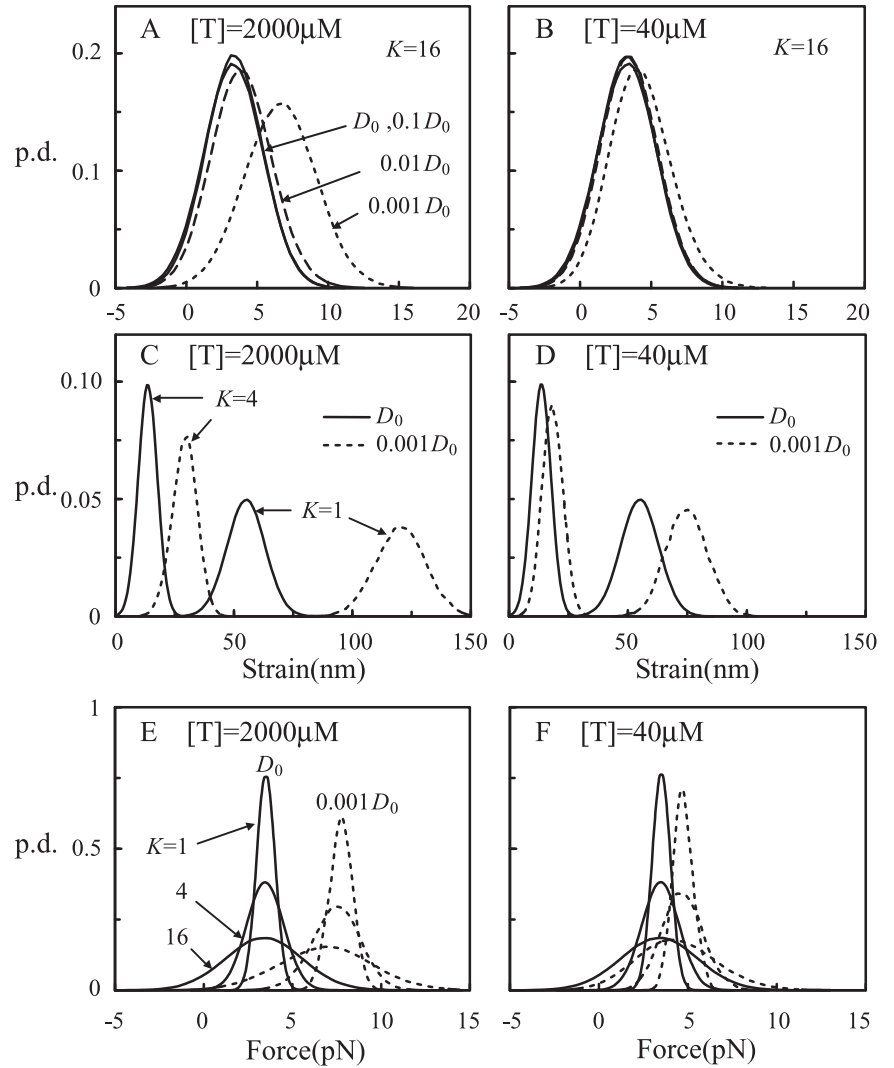 A [T]=2000µM
K=16
0.2
p.d.
0.1
0
D0 ,0.1D0
0.01D0
0.001D0
-5 0 5 10 15 20
B [T]=40µM
K=16
-5 0 5 10 15 20
C [T]=2000µM
0.10
p.d.
0.05
0
K=4
D0
0.001D0
K=1
0 50 100 150
Strain(nm)
D [T]=40µM
D0
0.001D0
0 50 100 150
Strain(nm)
E [T]=2000µM
1
p.d.
0.5
0
D0
0.001D0
K=1
4
16
-5 0 5 10 15
Force(pN)
F [T]=40µM
-5 0 5 10 15
Force(pN)